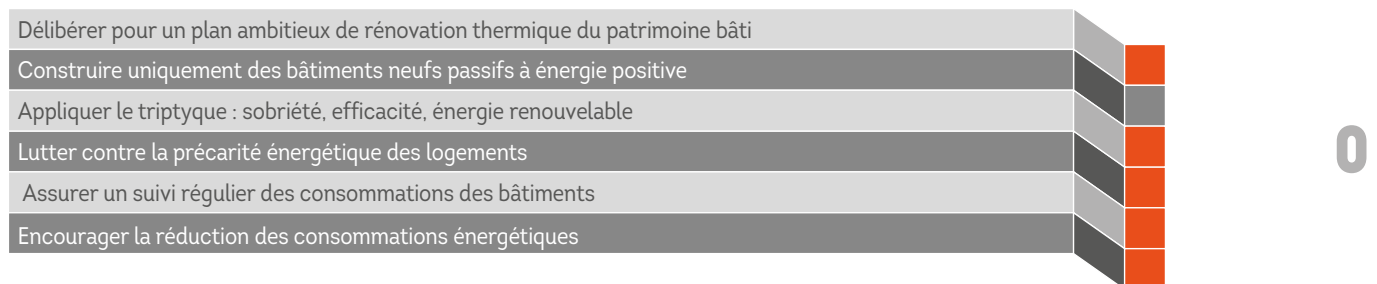 Délibérer pour un plan ambitieux de rénovation thermique du patrimoine bâti
Construire uniquement des bâtiments neufs passifs à énergie positive
Appliquer le triptyque : sobriété, efficacité, énergie renouvelable
Lutter contre la précarité énergétique des logements
Assurer un suivi régulier des consommations des bâtiments
Encourager la réduction des consommations énergétiques
0